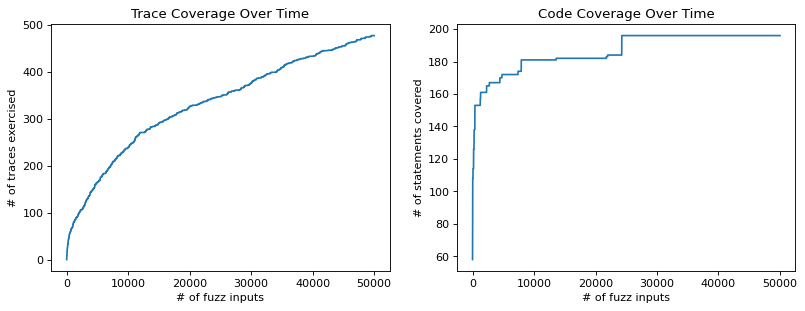 Trace Coverage Over Time
# of traces exercised
500
400
300
200
100
0
0 10000 20000 30000 40000 50000
# of fuzz inputs
Code Coverage Over Time
# of statements covered
200
180
160
140
120
100
80
60
0 10000 20000 30000 40000 50000
# of fuzz inputs